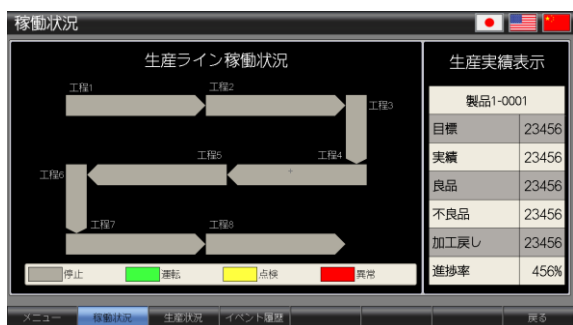 稼働状況
生産ライン稼働状況
工程1
工程2
工程3
工程5
工程4
工程6
工程7
工程8
停止
運転
点検
異常
生産実績表示
製品1-0001
目標 23456
実績 23456
良品 23456
不良品 23456
加工戻し 23456
進捗率 456%
メニュー 稼働状況 生産状況 イベント履歴 戻る